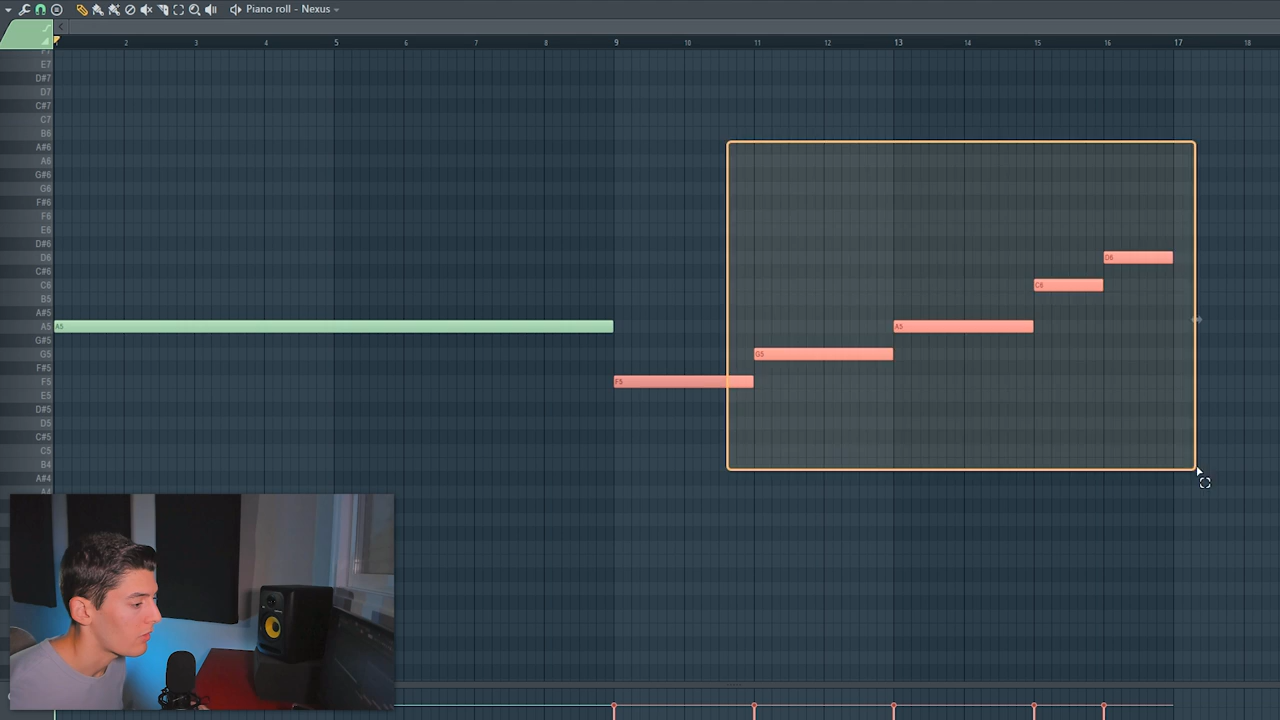 Piano roll - Nexus
1 2 3 4 5 6 7 8 9 10 11 12 13 14 15 16 17 18
F7
E7
D#7
D7
C#7
C7
B6
A#6
A6
G#6
G6
F#6
F6
E6
D#6
D6 D6
C#6
C6 C6
B5
A#5
A5 A5 A5
G#5
G5 G5
F#5
F5 F5
E5
D#5
D5
C#5
C5
B4
A#4
A4